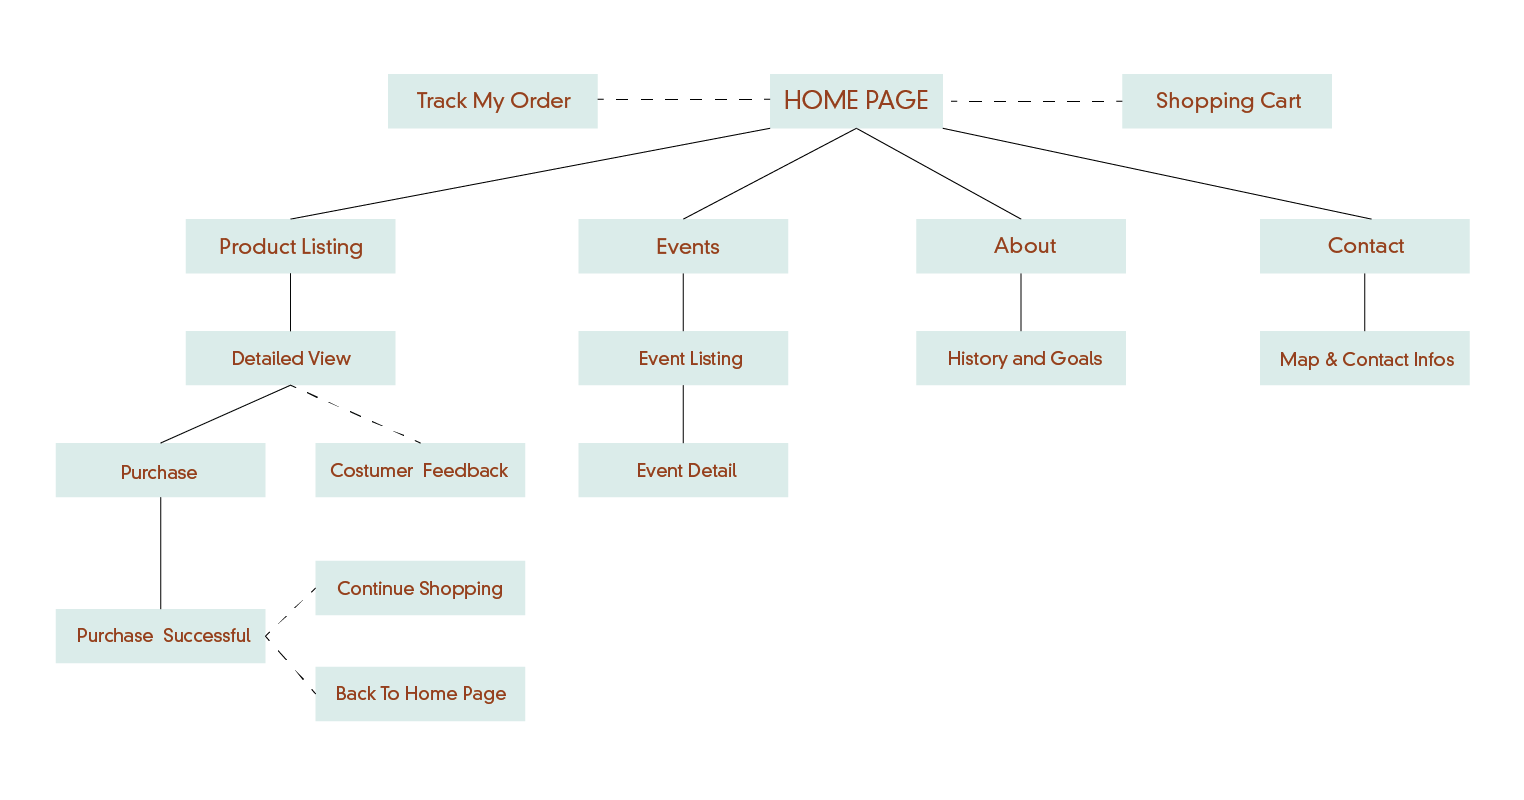 Track My Order
HOME PAGE
Shopping Cart
Product Listing
Events
About
Contact
Detailed View
Event Listing
History and Goals
Map & Contact Infos
Purchase
Costumer Feedback
Event Detail
Continue Shopping
Purchase Successful
Back To Home Page